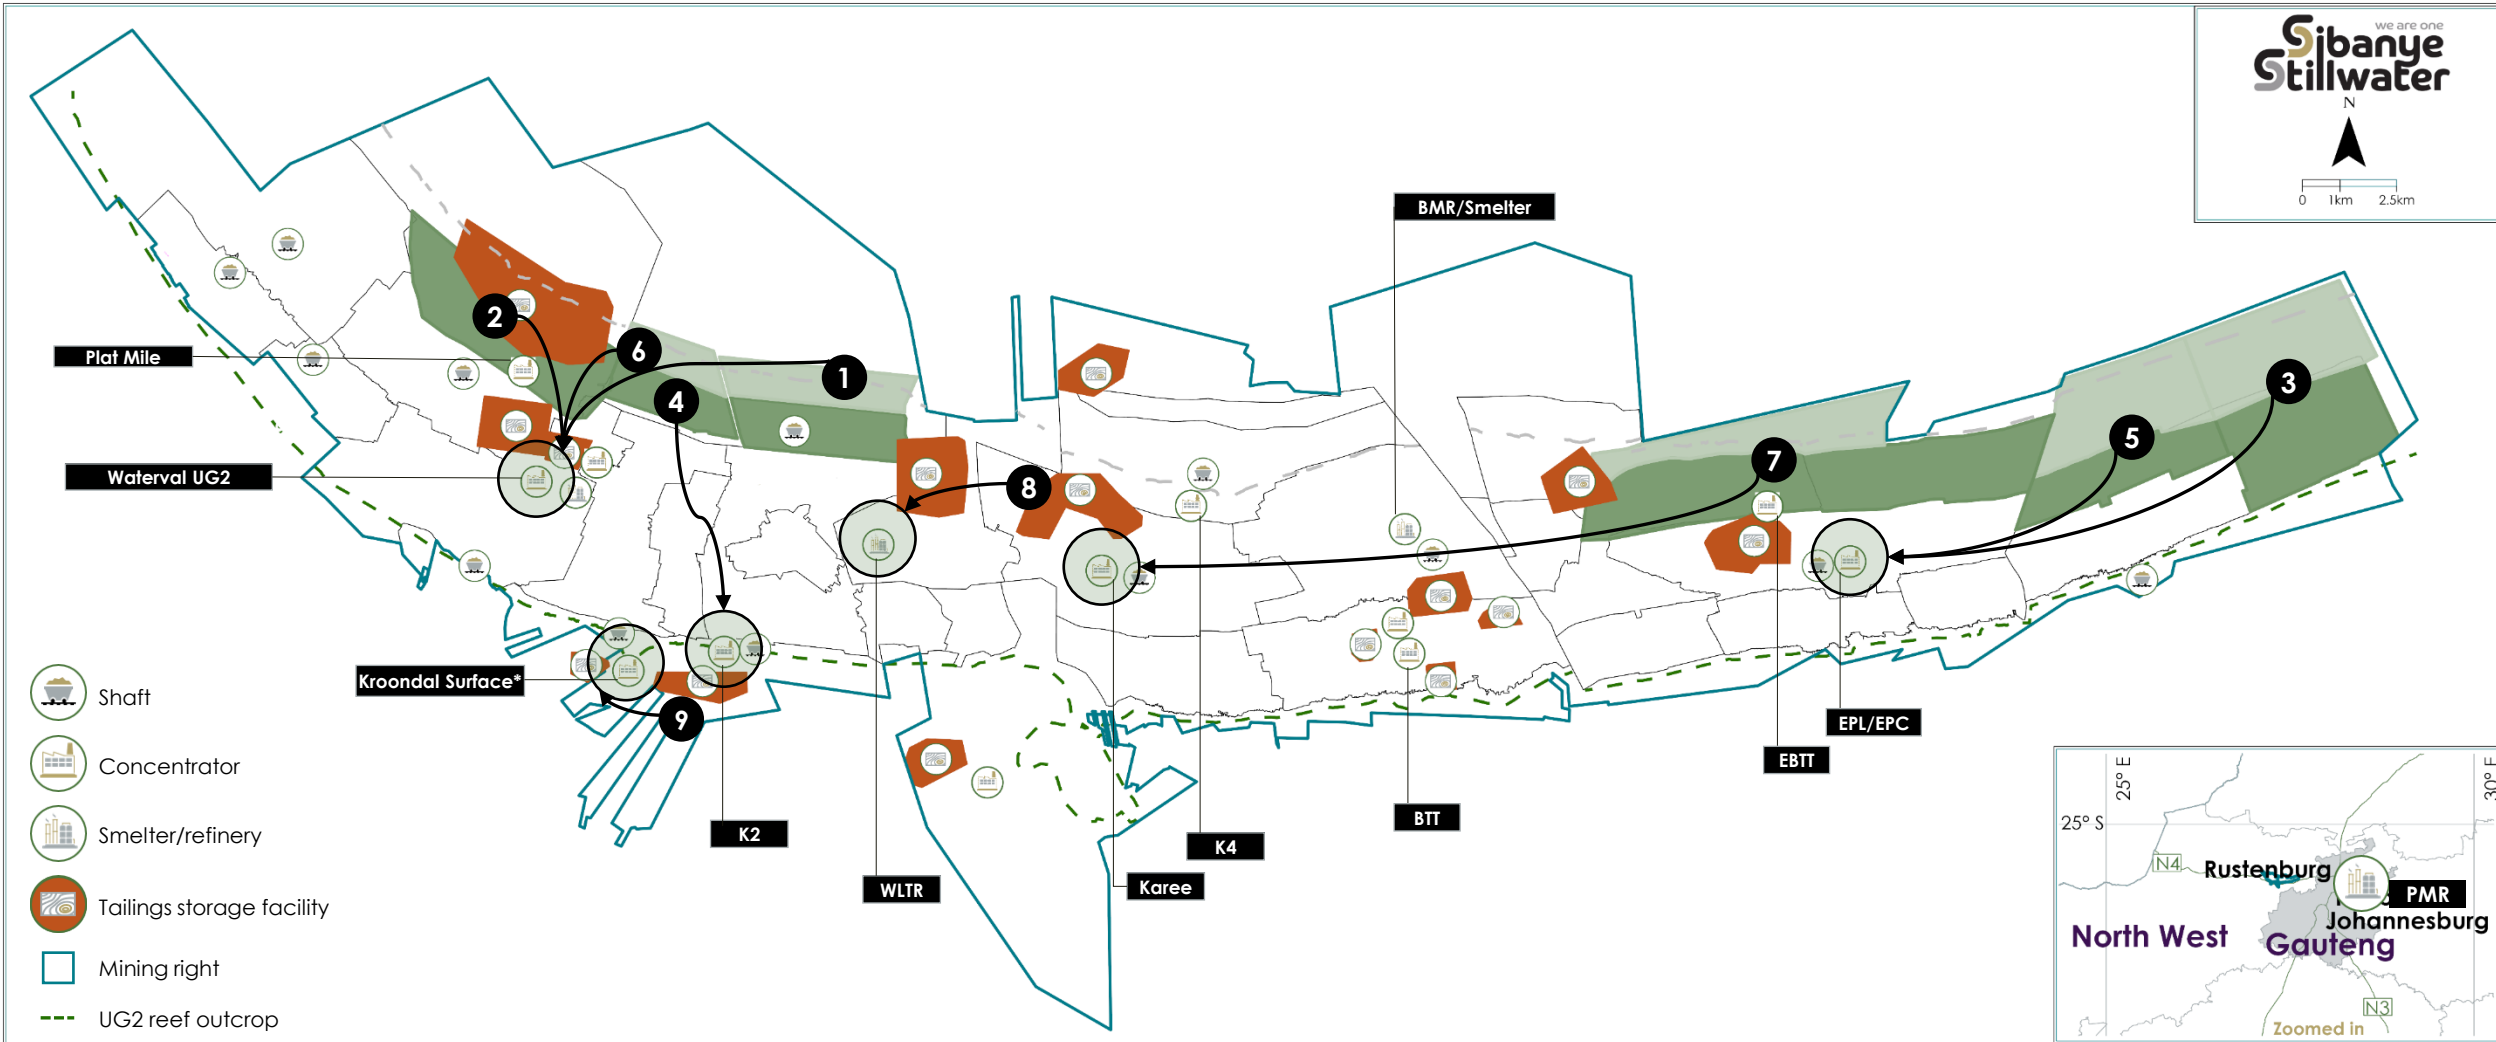 we are one
Sibanye
Stillwater
N
0 1km 2.5km
BMR/Smelter
2
6
1
4
3
5
7
8
9
Plat Mile
Waterval UG2
Kroondal Surface*
K2
WLTR
Karee
K4
BTT
EBTT
EPL/EPC
Shaft
Concentrator
Smelter/refinery
Tailings storage facility
Mining right
UG2 reef outcrop
25° E
25° S
N4
Rustenburg
PMR
Johannesburg
North West
Gauteng
N3
Zoomed in